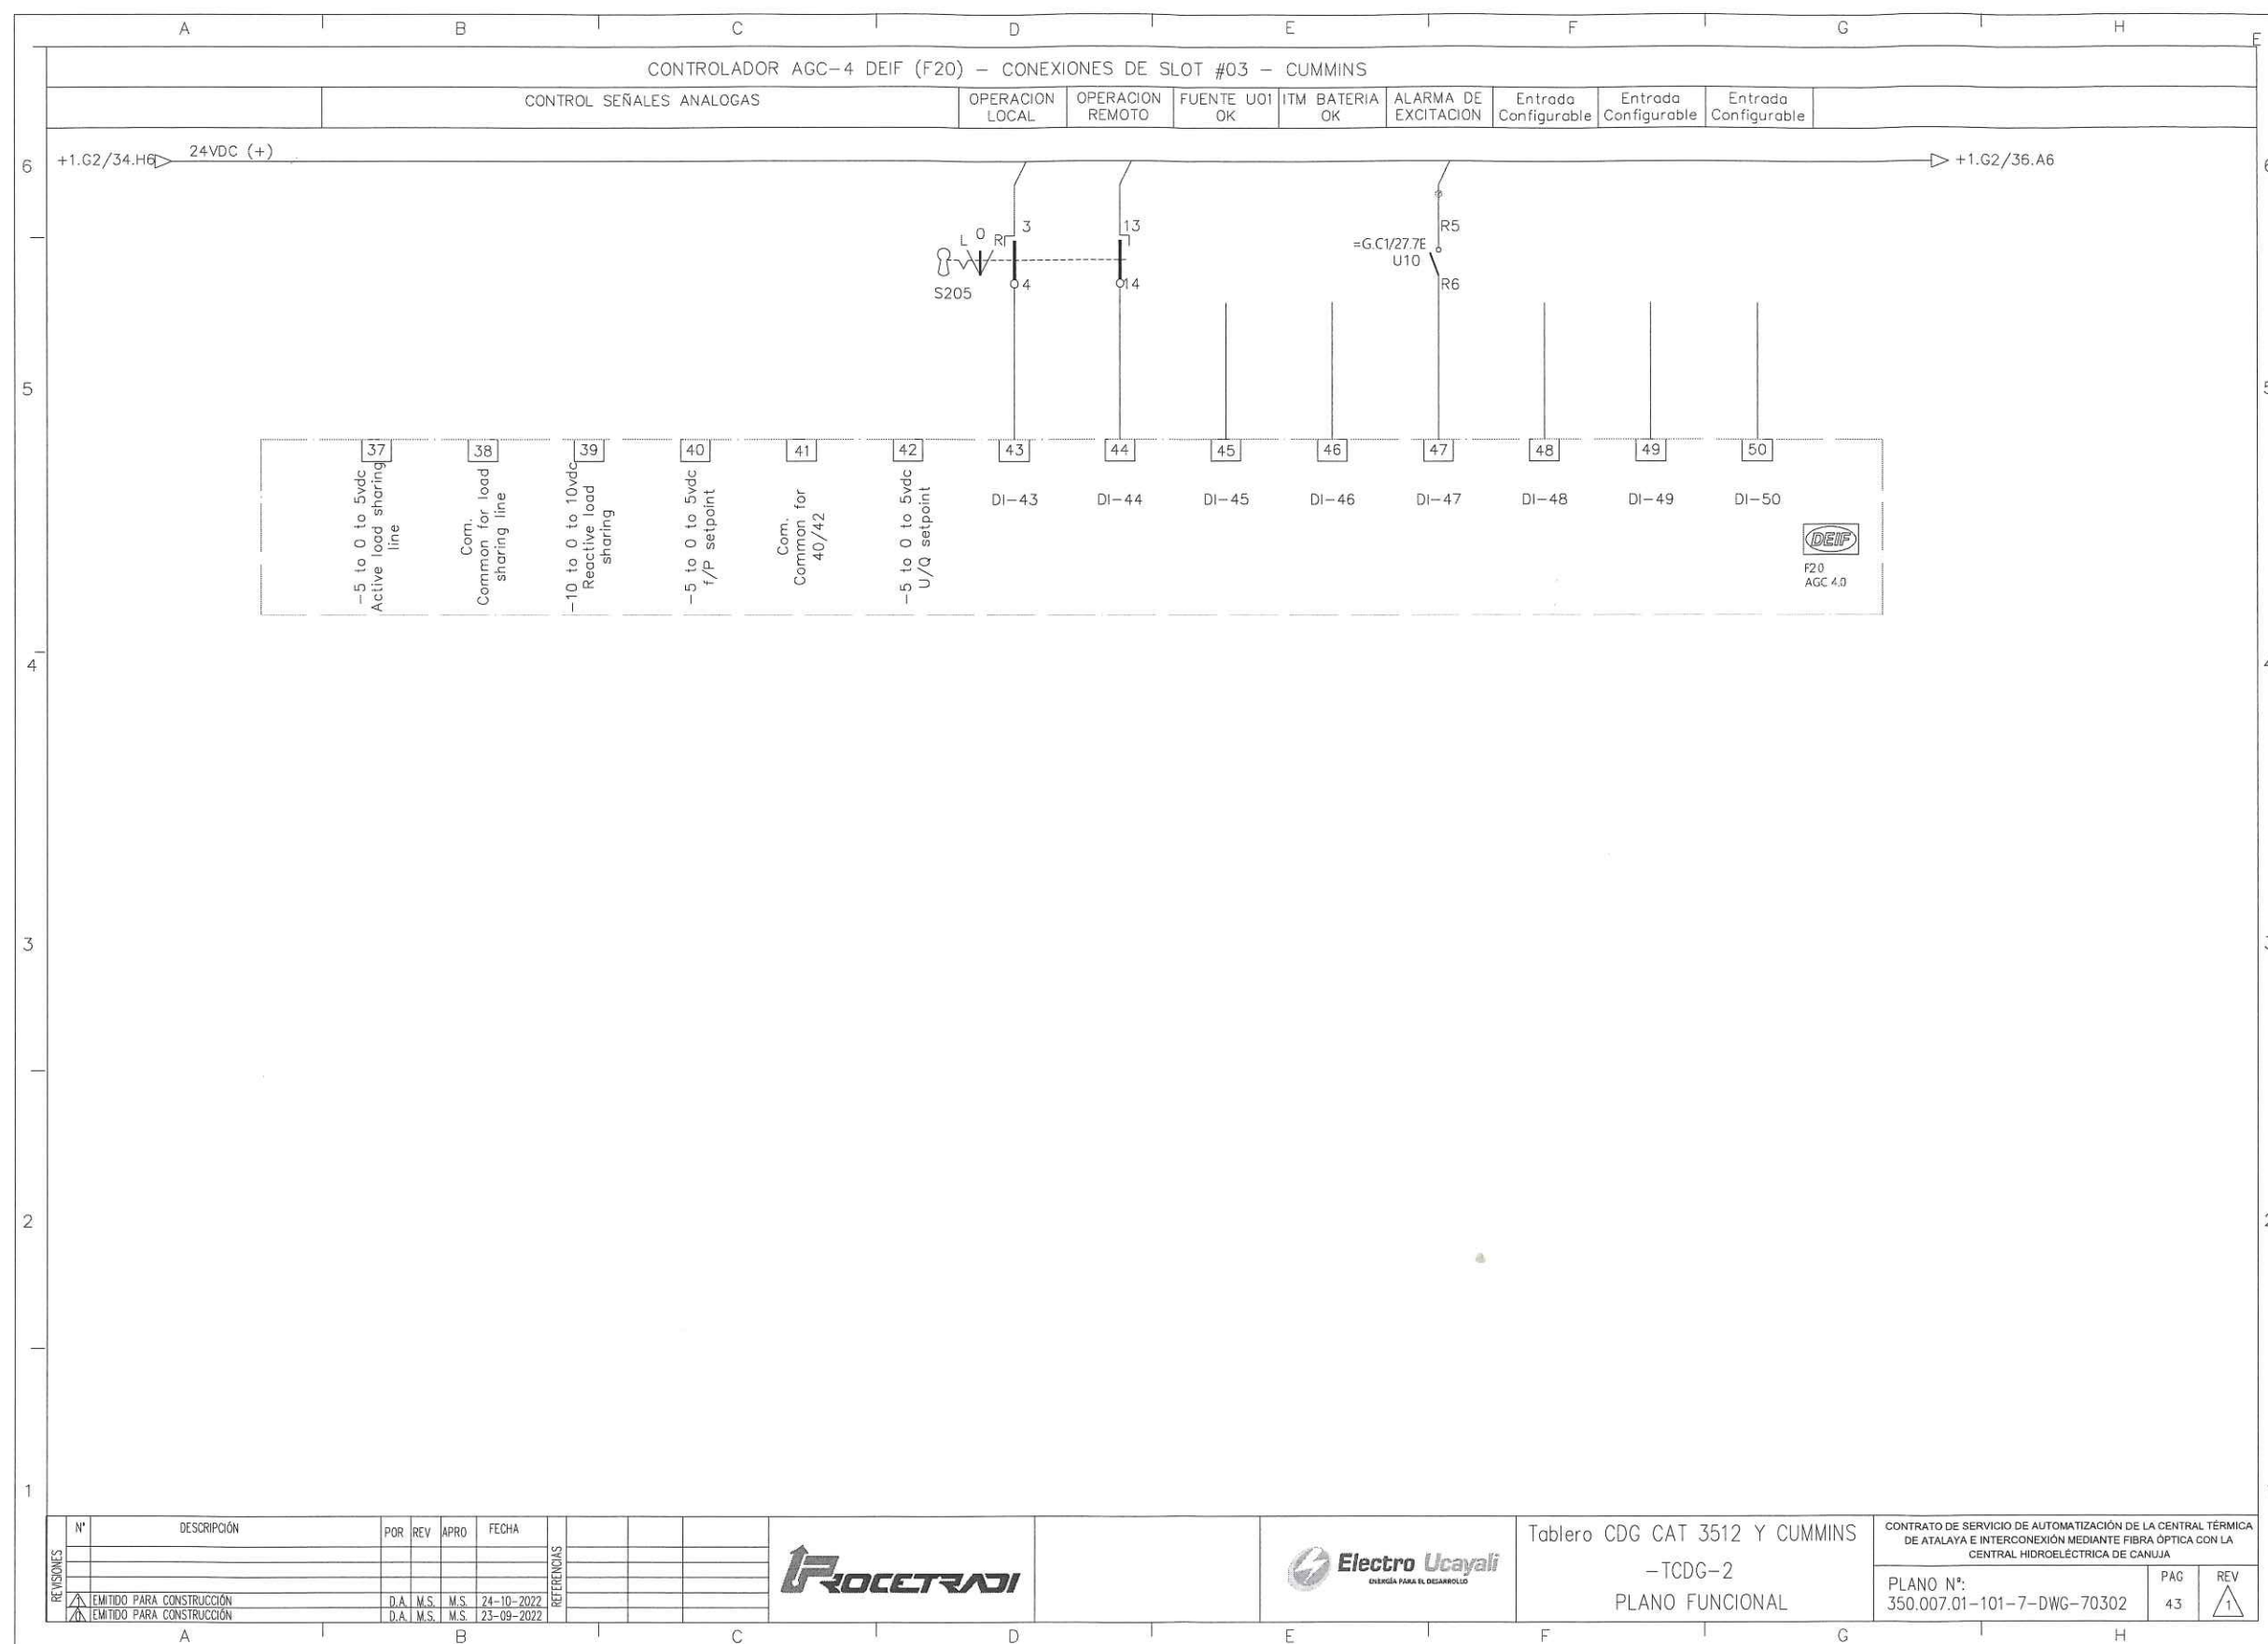 A B C D E F G H
CONTROLADOR AGC-4 DEIF (F20) - CONEXIONES DE SLOT #03 - CUMMINS
CONTROL SEÑALES ANALOGAS
OPERACION
LOCAL
OPERACION
REMOTO
FUENTE U01
OK
ITM BATERIA
OK
ALARMA DE
EXCITACION
Entrada
Configurable
Entrada
Configurable
Entrada
Configurable
6
+1.G2/34.H6
24VDC (+)
+1.G2/36.A6
L 0 R
3
4
13
14
S205
=G.C1/27.7E
U10
R5
R6
5
37
38
39
40
41
42
43
44
45
46
47
48
49
50
-5 to 0 to 5vdc
Active load sharing
line
Com.
Common for load
sharing line
-10 to 0 to 10vdc
Reactive load
sharing
-5 to 0 to 5vdc
f/P setpoint
Com.
Common for
40/42
-5 to 0 to 5vdc
U/Q setpoint
DI-43
DI-44
DI-45
DI-46
DI-47
DI-48
DI-49
DI-50
DEIF
F20
AGC 4.0
4
3
2
1
REVISIONES
N° DESCRIPCIÓN POR REV APRO FECHA
EMITIDO PARA CONSTRUCCIÓN D.A. M.S. M.S. 24-10-2022
EMITIDO PARA CONSTRUCCIÓN D.A. M.S. M.S. 23-09-2022
REFERENCIAS
PROCETRADI
Electro Ucayali
ENERGÍA PARA EL DESARROLLO
Tablero CDG CAT 3512 Y CUMMINS
-TCDG-2
PLANO FUNCIONAL
CONTRATO DE SERVICIO DE AUTOMATIZACIÓN DE LA CENTRAL TÉRMICA
DE ATALAYA E INTERCONEXIÓN MEDIANTE FIBRA ÓPTICA CON LA
CENTRAL HIDROELÉCTRICA DE CANUJA
PLANO N°:
350.007.01-101-7-DWG-70302
PAG
43
REV
1
A B C D E F G H